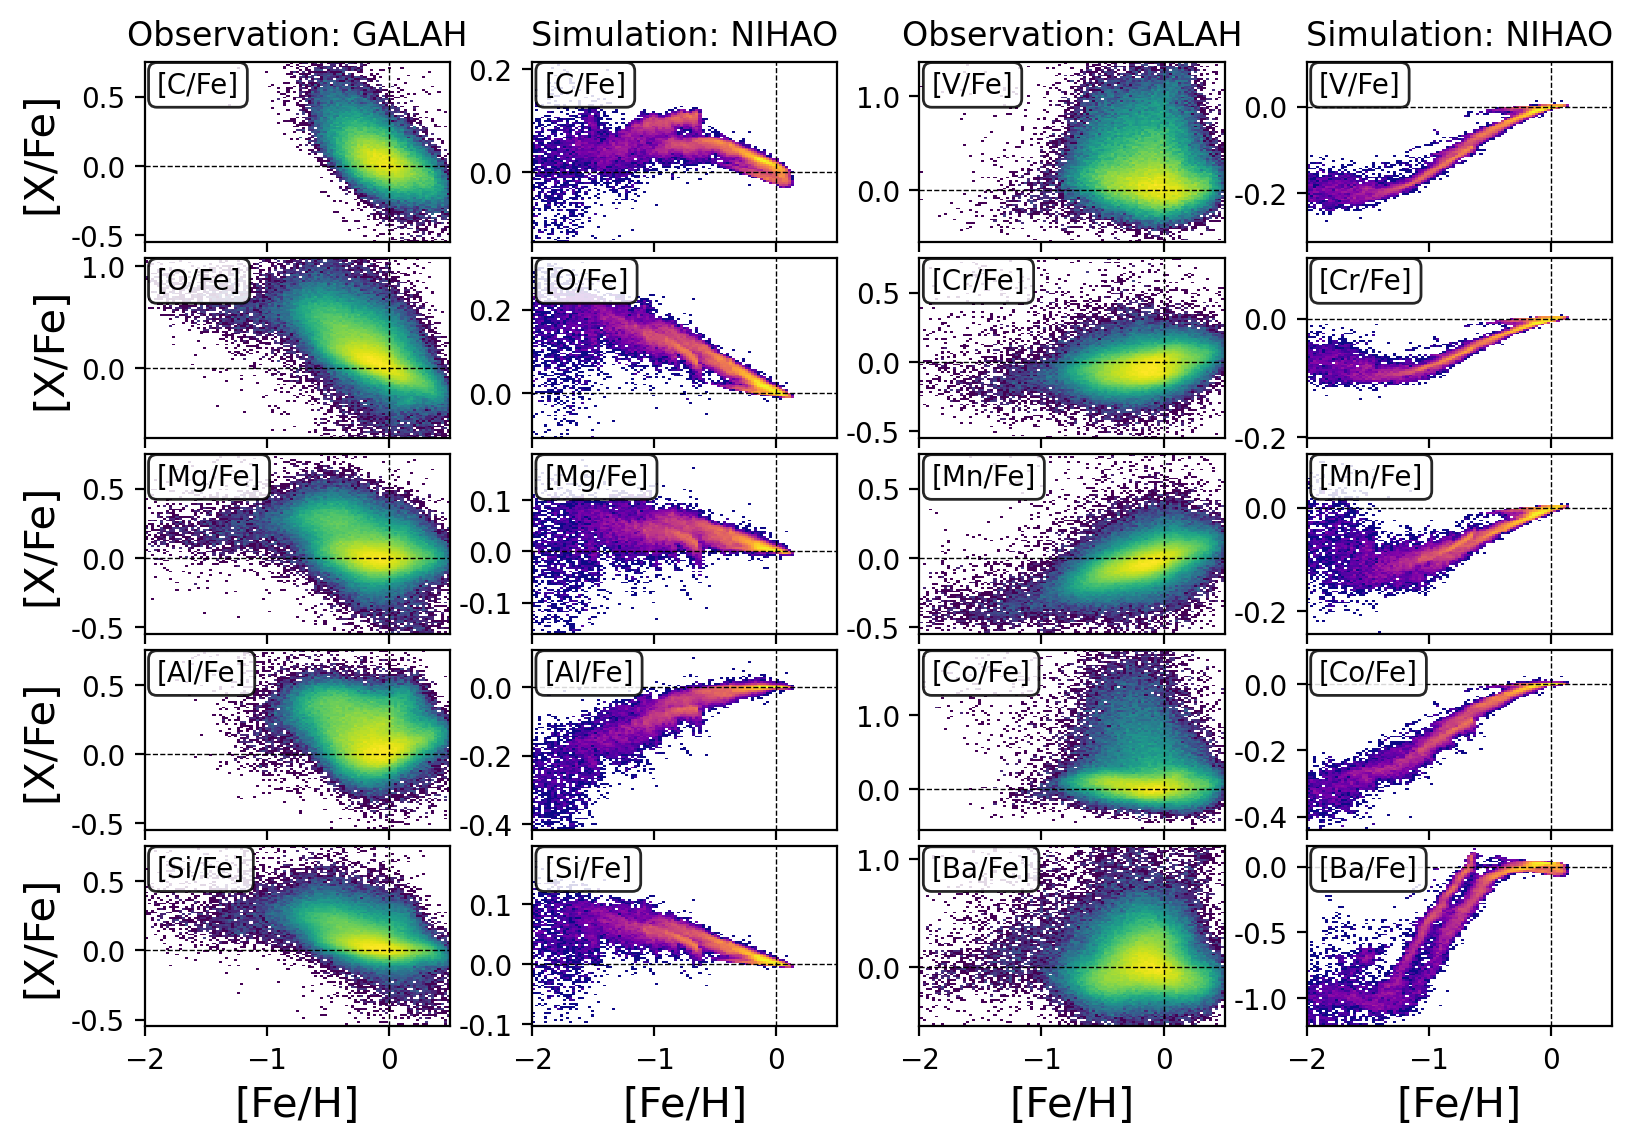 Observation: GALAH Simulation: NIHAO Observation: GALAH Simulation: NIHAO
[X/Fe] 0.5 0.0 -0.5 [C/Fe] 0.2 0.0 [C/Fe] 1.0 0.0 [V/Fe] 0.0 -0.2 [V/Fe]
[X/Fe] 1.0 0.0 [O/Fe] 0.2 0.0 [O/Fe] 0.5 0.0 -0.5 [Cr/Fe] 0.0 -0.2 [Cr/Fe]
[X/Fe] 0.5 0.0 -0.5 [Mg/Fe] 0.1 0.0 -0.1 [Mg/Fe] 0.5 0.0 -0.5 [Mn/Fe] 0.0 -0.2 [Mn/Fe]
[X/Fe] 0.5 0.0 -0.5 [Al/Fe] 0.0 -0.2 -0.4 [Al/Fe] 1.0 0.0 [Co/Fe] 0.0 -0.2 -0.4 [Co/Fe]
[X/Fe] 0.5 0.0 -0.5 [Si/Fe] 0.1 0.0 -0.1 [Si/Fe] 1.0 0.0 [Ba/Fe] 0.0 -0.5 -1.0 [Ba/Fe]
−2 −1 0 −2 −1 0 −2 −1 0 −2 −1 0
[Fe/H] [Fe/H] [Fe/H] [Fe/H]